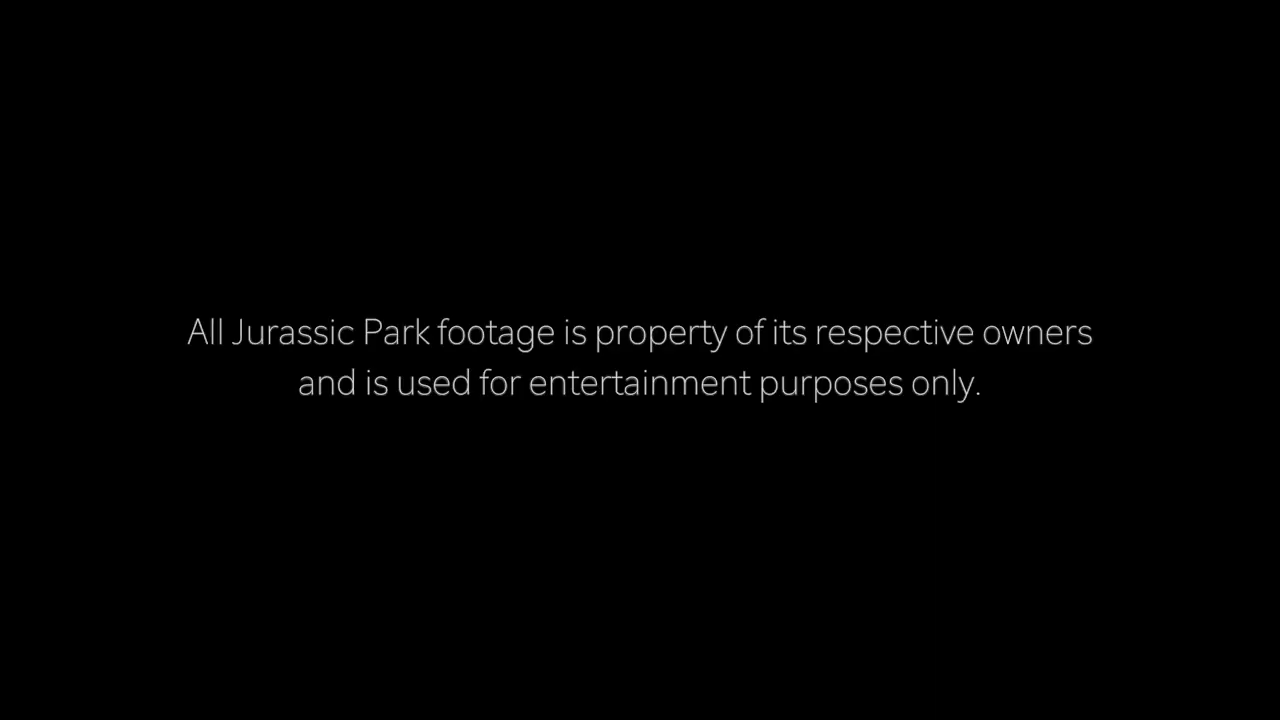 All Jurassic Park footage is property of its respective owners
and is used for entertainment purposes only.